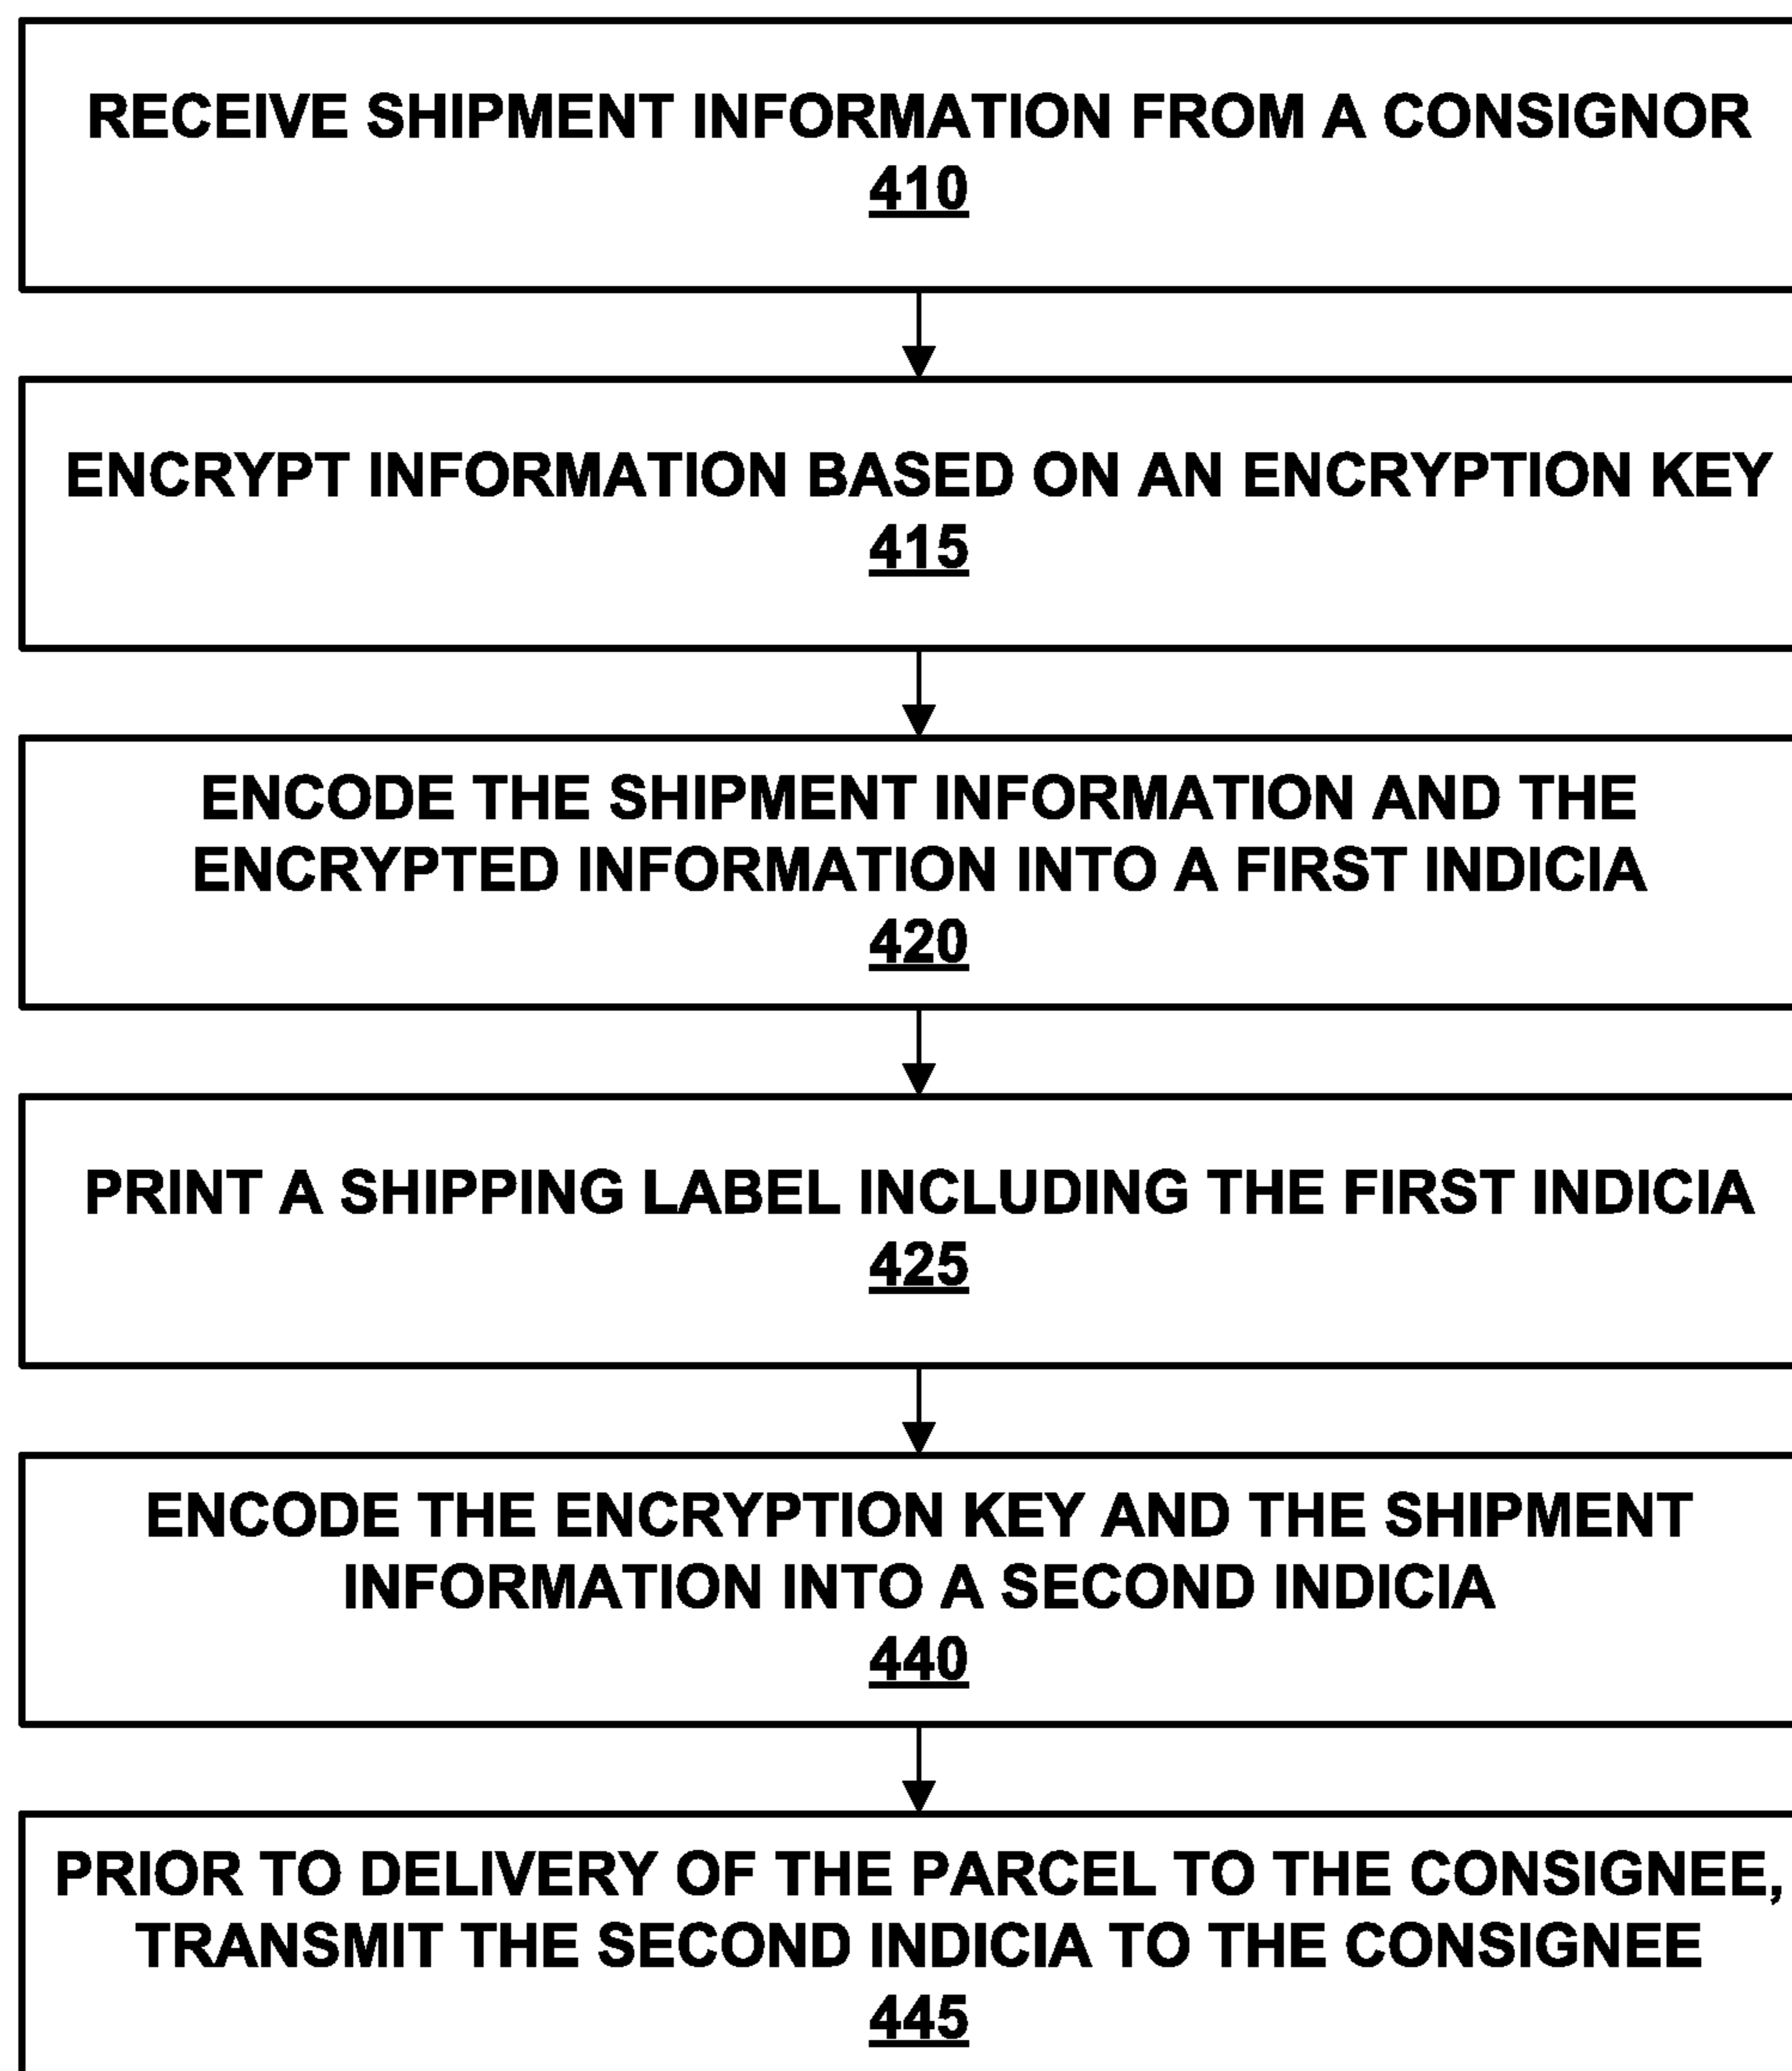 RECEIVE SHIPMENT INFORMATION FROM A CONSIGNOR
410
ENCRYPT INFORMATION BASED ON AN ENCRYPTION KEY
415
ENCODE THE SHIPMENT INFORMATION AND THE
ENCRYPTED INFORMATION INTO A FIRST INDICIA
420
PRINT A SHIPPING LABEL INCLUDING THE FIRST INDICIA
425
ENCODE THE ENCRYPTION KEY AND THE SHIPMENT
INFORMATION INTO A SECOND INDICIA
440
PRIOR TO DELIVERY OF THE PARCEL TO THE CONSIGNEE,
TRANSMIT THE SECOND INDICIA TO THE CONSIGNEE
445